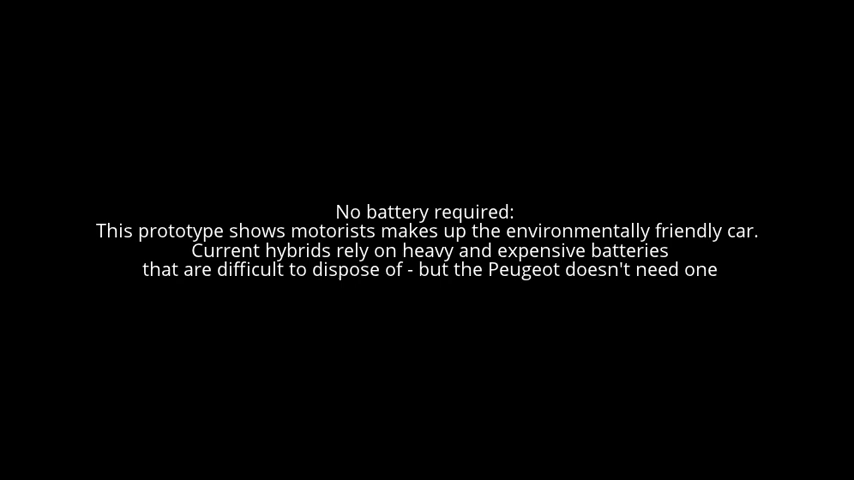 No battery required:
This prototype shows motorists makes up the environmentally friendly car.
Current hybrids rely on heavy and expensive batteries
that are difficult to dispose of - but the Peugeot doesn't need one